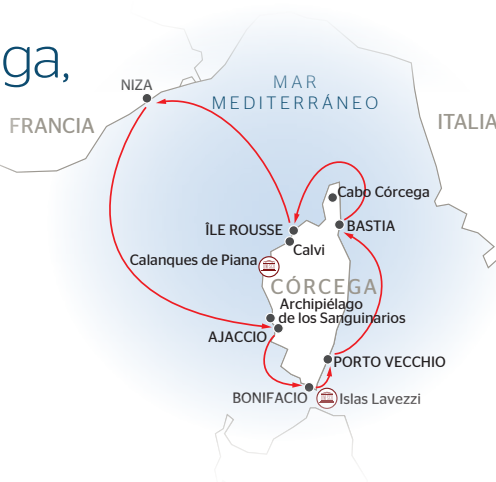 ga,
NIZA
MAR
MEDITERRÁNEO
FRANCIA
ITALIA
Cabo Córcega
ÎLE ROUSSE
BASTIA
Calvi
Calanques de Piana
CÓRCEGA
Archipiélago
de los Sanguinarios
AJACCIO
PORTO VECCHIO
BONIFACIO
Islas Lavezzi